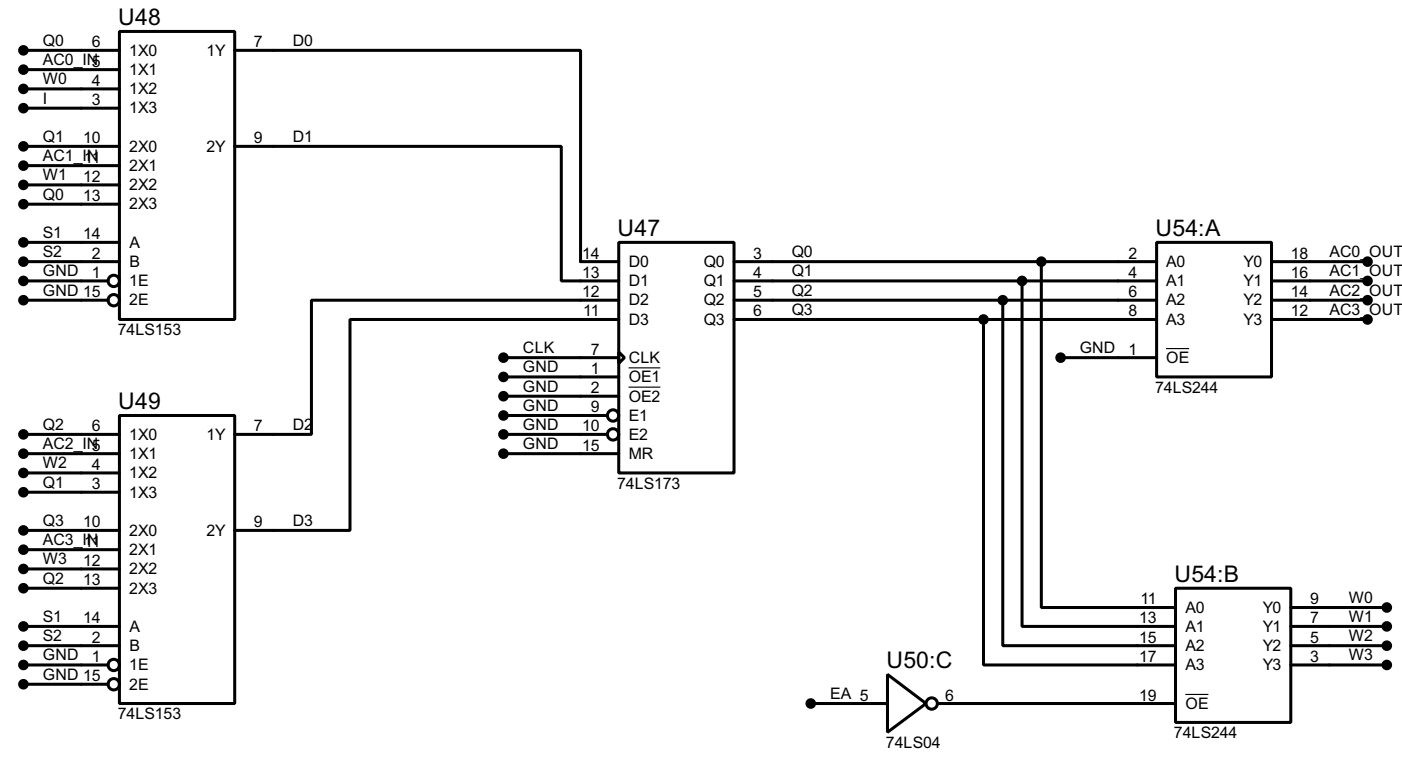 U48
Q0 6 1X0 1Y 7 D0
AC0_IN 5 1X1
W0 4 1X2
I 3 1X3
Q1 10 2X0 2Y 9 D1
AC1_IN 11 2X1
W1 12 2X2
Q0 13 2X3
S1 14 A
S2 2 B
GND 1 1E
GND 15 2E
74LS153
U49
Q2 6 1X0 1Y 7 D2
AC2_IN 5 1X1
W2 4 1X2
Q1 3 1X3
Q3 10 2X0 2Y 9 D3
AC3_IN 11 2X1
W3 12 2X2
Q2 13 2X3
S1 14 A
S2 2 B
GND 1 1E
GND 15 2E
74LS153
U47
14 D0 Q0 3 Q0
13 D1 Q1 4 Q1
12 D2 Q2 5 Q2
11 D3 Q3 6 Q3
CLK 7 CLK
GND 1 OE1
GND 2 OE2
GND 9 E1
GND 10 E2
GND 15 MR
74LS173
U54:A
2 A0 Y0 18 AC0_OUT
4 A1 Y1 16 AC1_OUT
6 A2 Y2 14 AC2_OUT
8 A3 Y3 12 AC3_OUT
GND 1 OE
74LS244
U54:B
11 A0 Y0 9 W0
13 A1 Y1 7 W1
15 A2 Y2 5 W2
17 A3 Y3 3 W3
19 OE
74LS244
U50:C
EA 5 6
74LS04